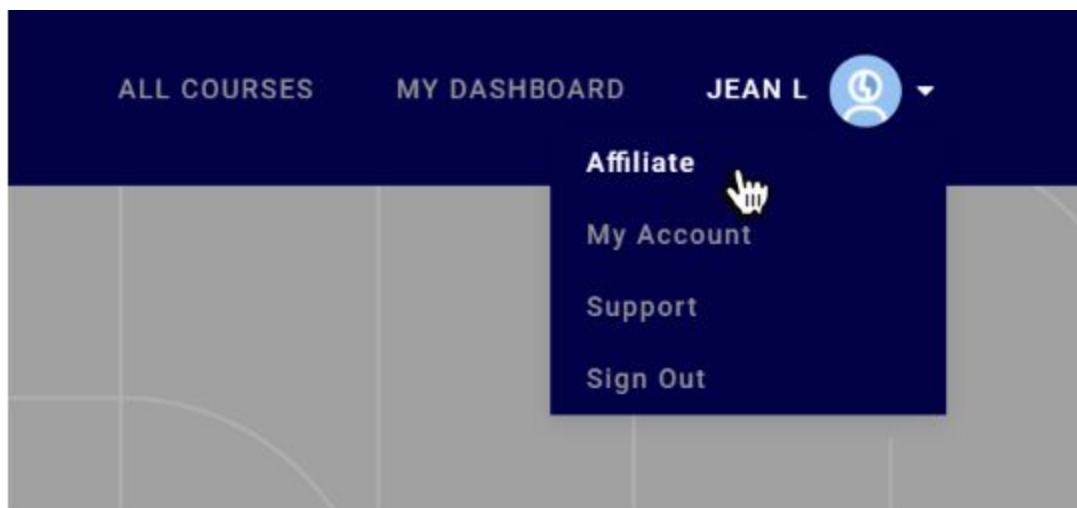 ALL COURSES MY DASHBOARD JEAN L
Affiliate
My Account
Support
Sign Out